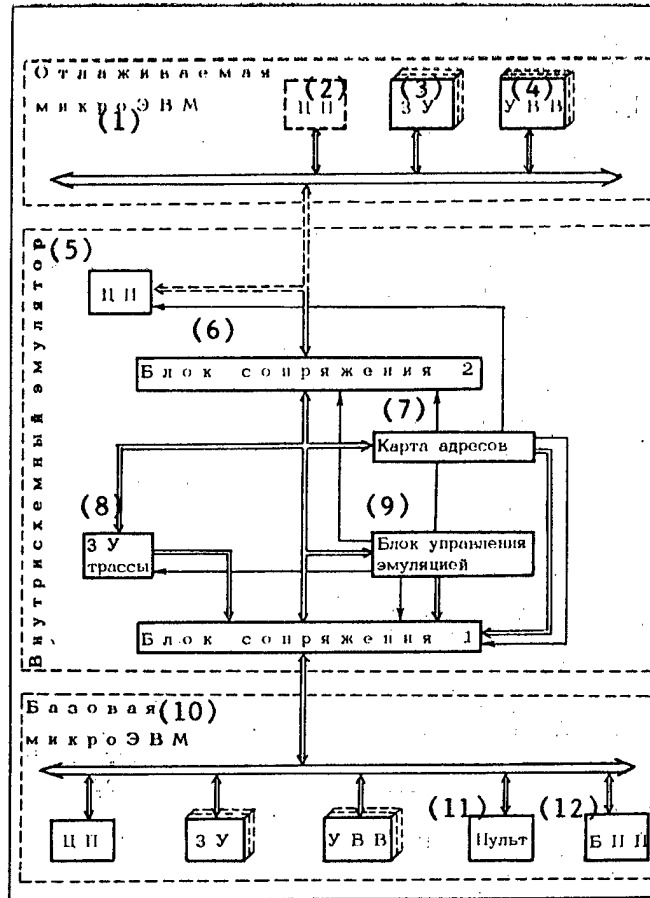 Отлаживаемая
микроЭВМ
(1)
(2)
ЦП
(3)
ЗУ
(4)
УВВ
Внутрисхемный эмулятор
(5)
ЦП
(6)
Блок сопряжения 2
(7)
Карта адресов
(8)
ЗУ
трассы
(9)
Блок управления
эмуляцией
Блок сопряжения 1
Базовая (10)
микроЭВМ
(11)
(12)
ЦП
ЗУ
УВВ
Пульт
БПП